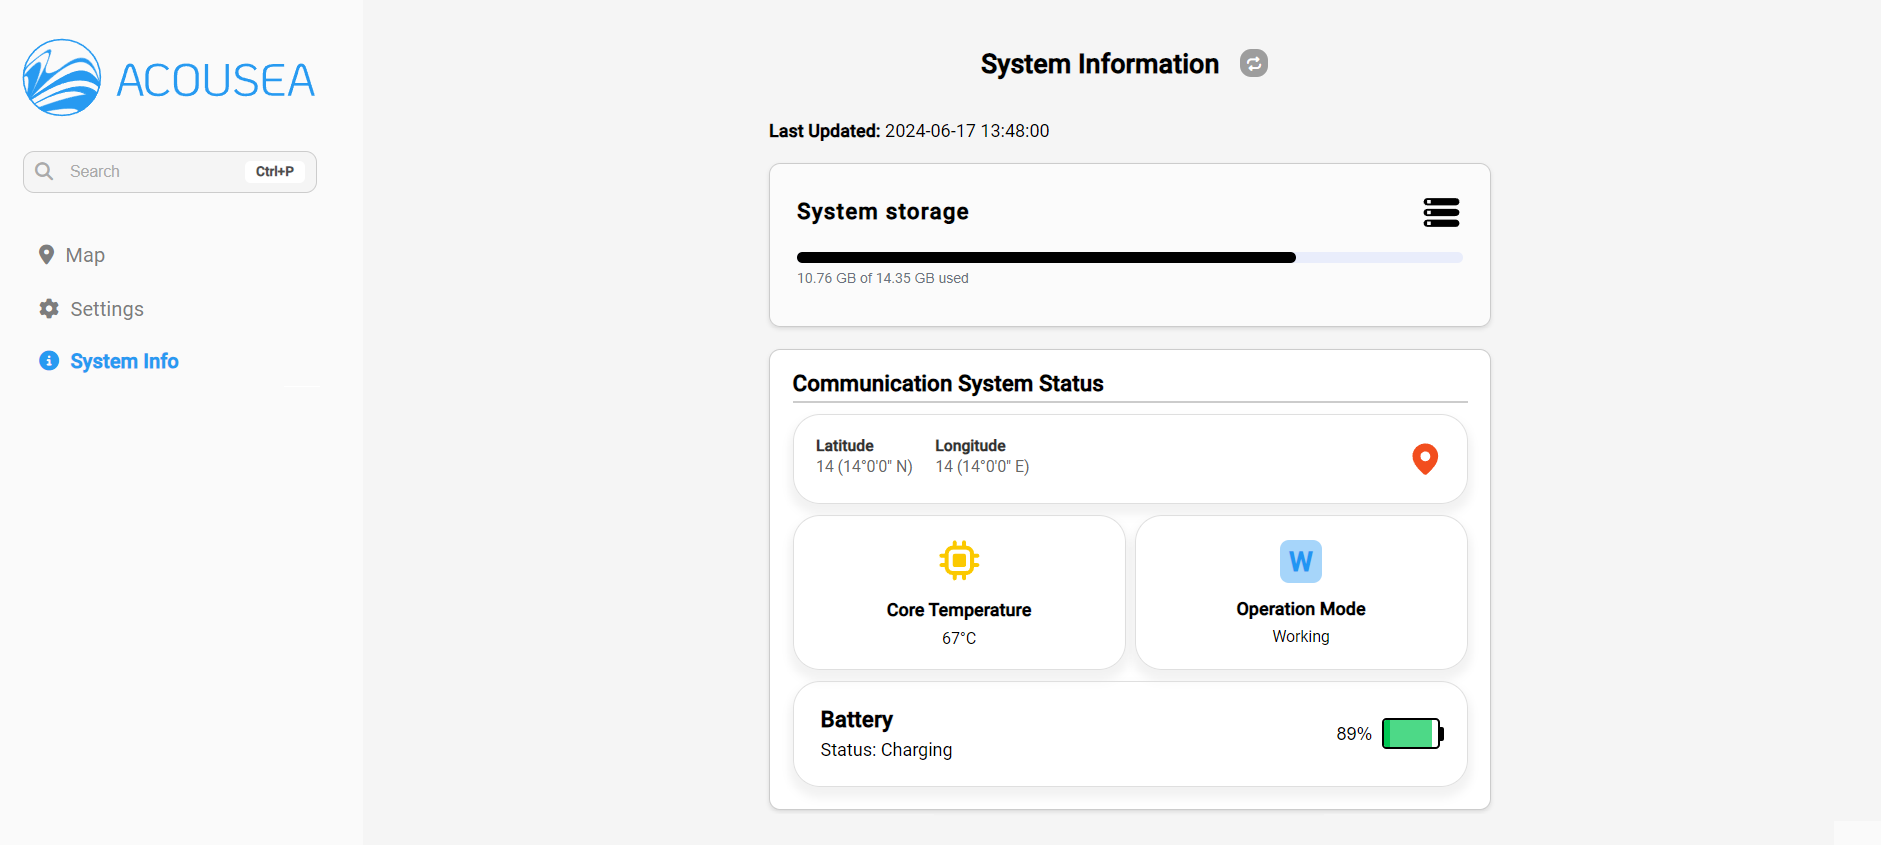 ACOUSEA
Search Ctrl+P
Map
Settings
System Info
System Information
Last Updated: 2024-06-17 13:48:00
System storage
10.76 GB of 14.35 GB used
Communication System Status
Latitude Longitude
14 (14°0'0" N) 14 (14°0'0" E)
W
Core Temperature
67°C
Operation Mode
Working
Battery
Status: Charging
89%